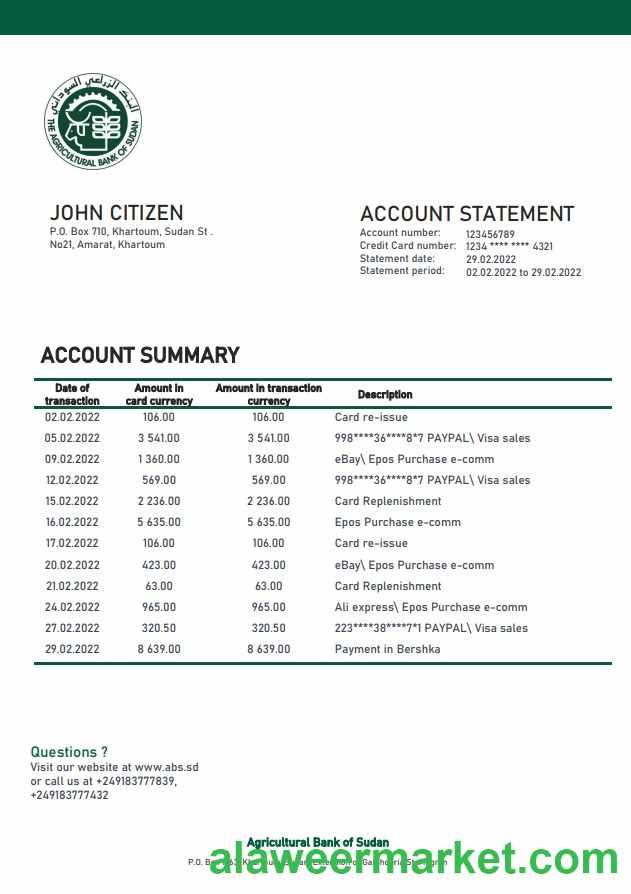 البنك الزراعي السوداني
THE AGRICULTURAL BANK OF SUDAN
JOHN CITIZEN
P.O. Box 710, Khartoum, Sudan St .
No21, Amarat, Khartoum
ACCOUNT STATEMENT
Account number: 123456789
Credit Card number: 1234 **** **** 4321
Statement date: 29.02.2022
Statement period: 02.02.2022 to 29.02.2022
ACCOUNT SUMMARY
Date of transaction Amount in card currency Amount in transaction currency Description
02.02.2022 106.00 106.00 Card re-issue
05.02.2022 3 541.00 3 541.00 998****36****8*7 PAYPAL\ Visa sales
09.02.2022 1 360.00 1 360.00 eBay\ Epos Purchase e-comm
12.02.2022 569.00 569.00 998****36****8*7 PAYPAL\ Visa sales
15.02.2022 2 236.00 2 236.00 Card Replenishment
16.02.2022 5 635.00 5 635.00 Epos Purchase e-comm
17.02.2022 106.00 106.00 Card re-issue
20.02.2022 423.00 423.00 eBay\ Epos Purchase e-comm
21.02.2022 63.00 63.00 Card Replenishment
24.02.2022 965.00 965.00 Ali express\ Epos Purchase e-comm
27.02.2022 320.50 320.50 223****38****7*1 PAYPAL\ Visa sales
29.02.2022 8 639.00 8 639.00 Payment in Bershka
Questions ?
Visit our website at www.abs.sd
or call us at +249183777839,
+249183777432
Agricultural Bank of Sudan
P.O.
alaweermarket.com